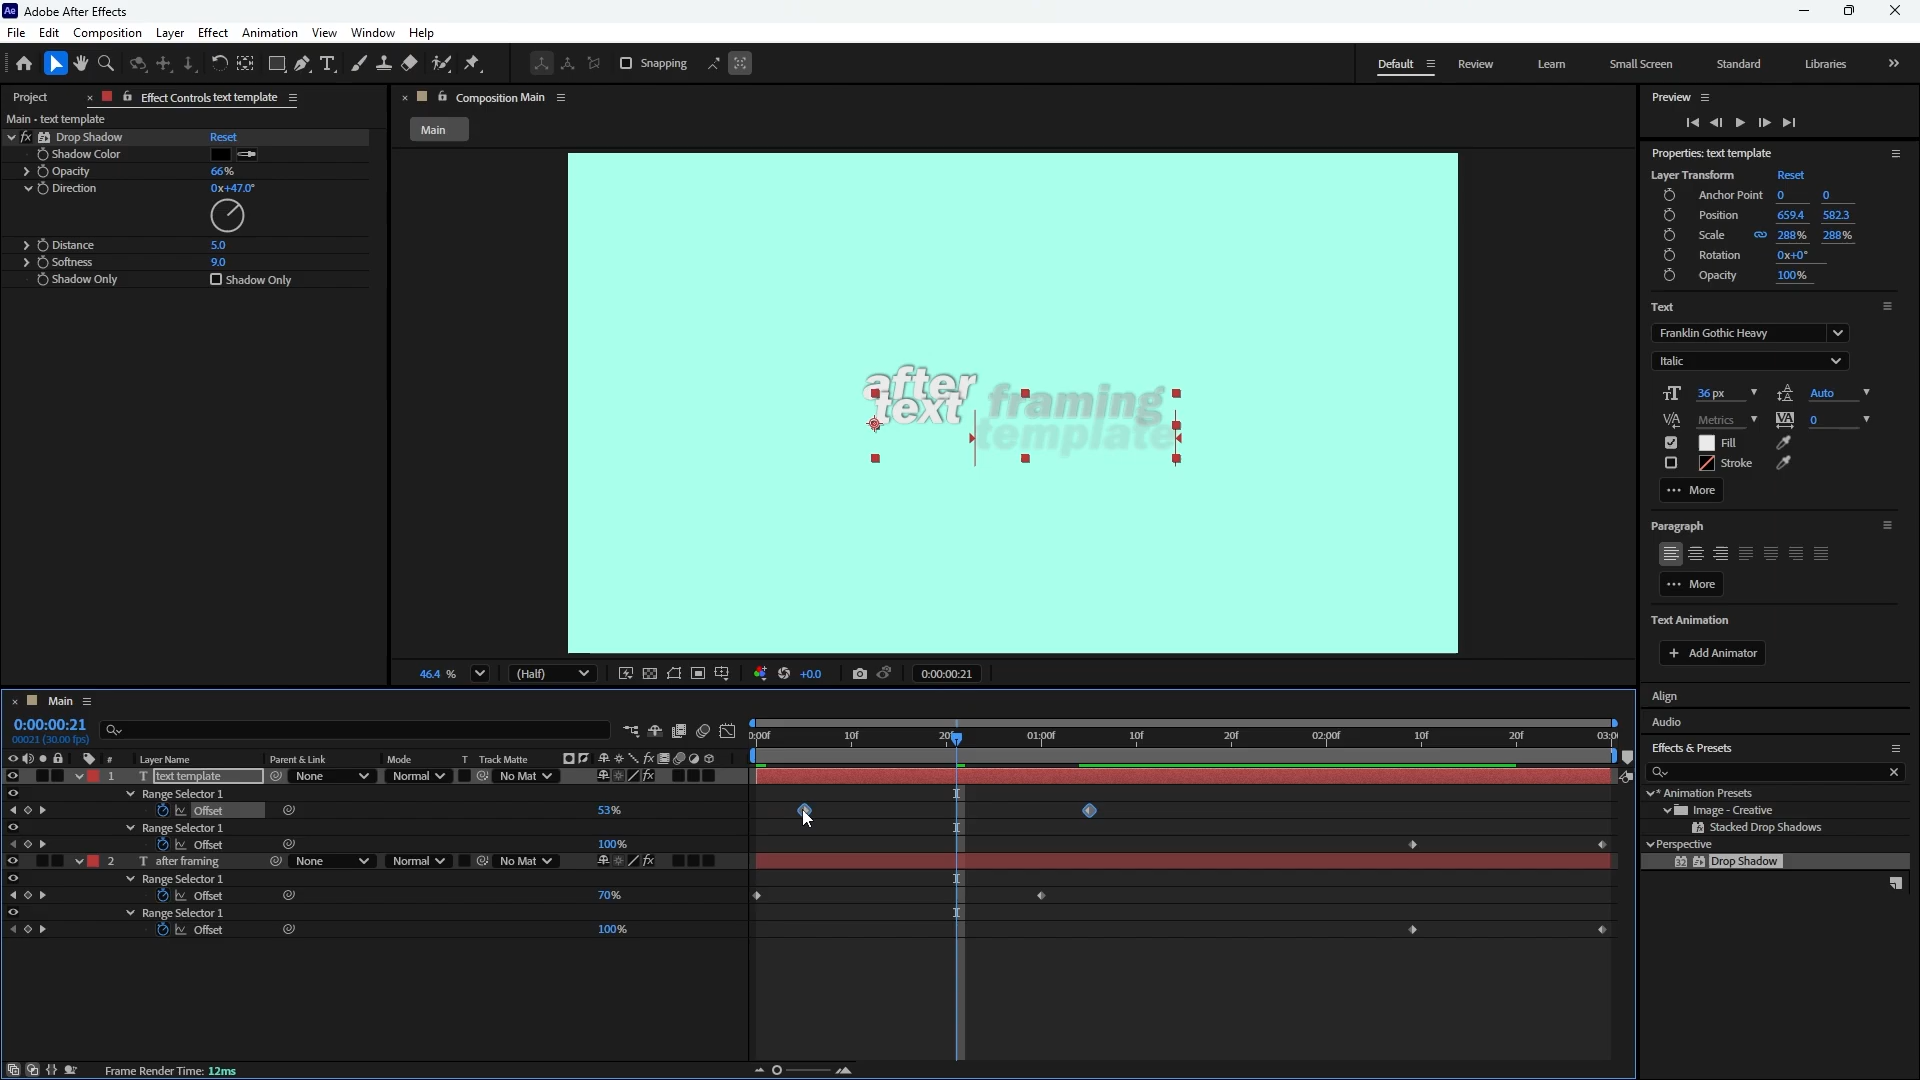 Ae Adobe After Effects
File Edit Composition Layer Effect Animation View Window Help
Snapping
Default Review Learn Small Screen Standard Libraries
Project
Effect Controls text template
Main - text template
fx Drop Shadow Reset
Shadow Color
Opacity 66%
Direction 0x+47.0°
Distance 5.0
Softness 9.0
Shadow Only Shadow Only
Composition Main
Main
after framing
text template
46.4 % (Half) +0.0 0:00:00:21
Preview
Properties: text template
Layer Transform Reset
Anchor Point 0 0
Position 659.4 582.3
Scale 288% 288%
Rotation 0x+0°
Opacity 100%
Text
Franklin Gothic Heavy
Italic
36 px Auto
Metrics 0
Fill
Stroke
More
Paragraph
More
Text Animation
Add Animator
Align
Audio
Effects & Presets
* Animation Presets
Image - Creative
Stacked Drop Shadows
Perspective
Drop Shadow
Main
0:00:00:21
00021 (30.00 fps)
# Layer Name Parent & Link Mode T Track Matte
:00f 10f 20f 01:00f 10f 20f 02:00f 10f 20f 03:0
1 T text template None Normal No Mat
Range Selector 1
Offset 53%
Range Selector 1
Offset 100%
2 T after framing None Normal No Mat
Range Selector 1
Offset 70%
Range Selector 1
Offset 100%
Frame Render Time: 12ms